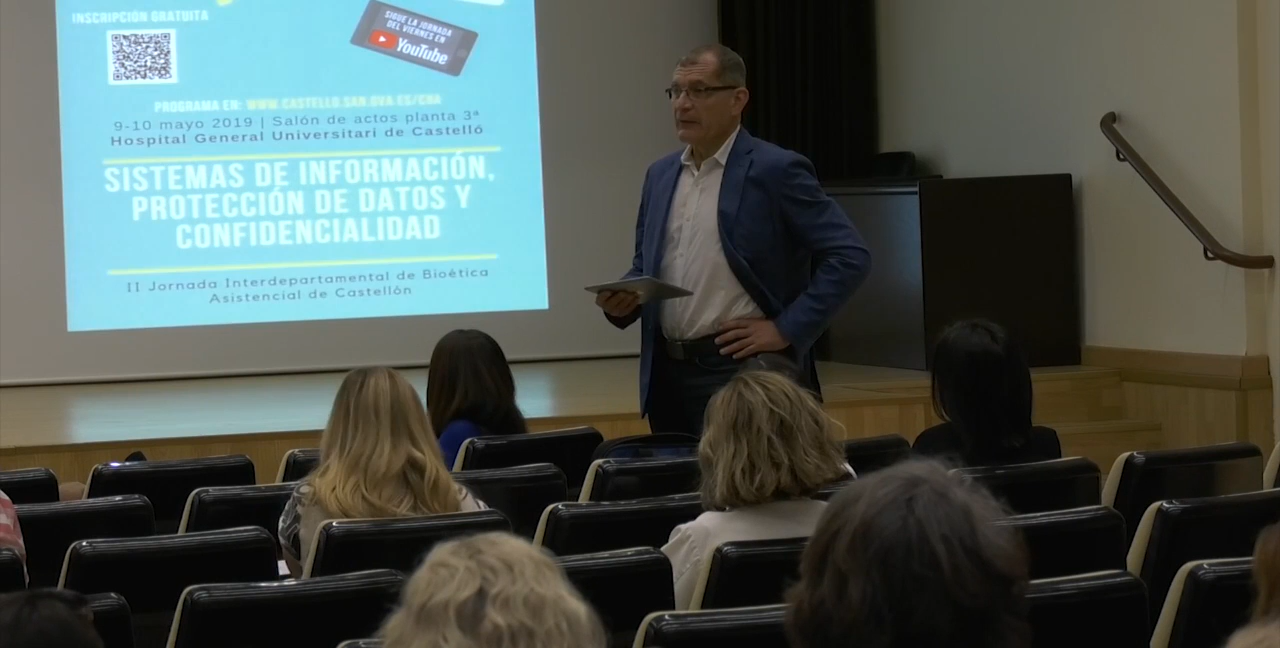 INSCRIPCIÓN GRATUITA
SIGUE LA JORNADA
DEL VIERNES EN
YouTube
PROGRAMA EN: WWW.CASTELLO.SAN.GVA.ES/CBA
9-10 mayo 2019 | Salón de actos planta 3ª
Hospital General Universitari de Castelló
SISTEMAS DE INFORMACIÓN,
PROTECCIÓN DE DATOS Y
CONFIDENCIALIDAD
II Jornada Interdepartamental de Bioética
Asistencial de Castellón